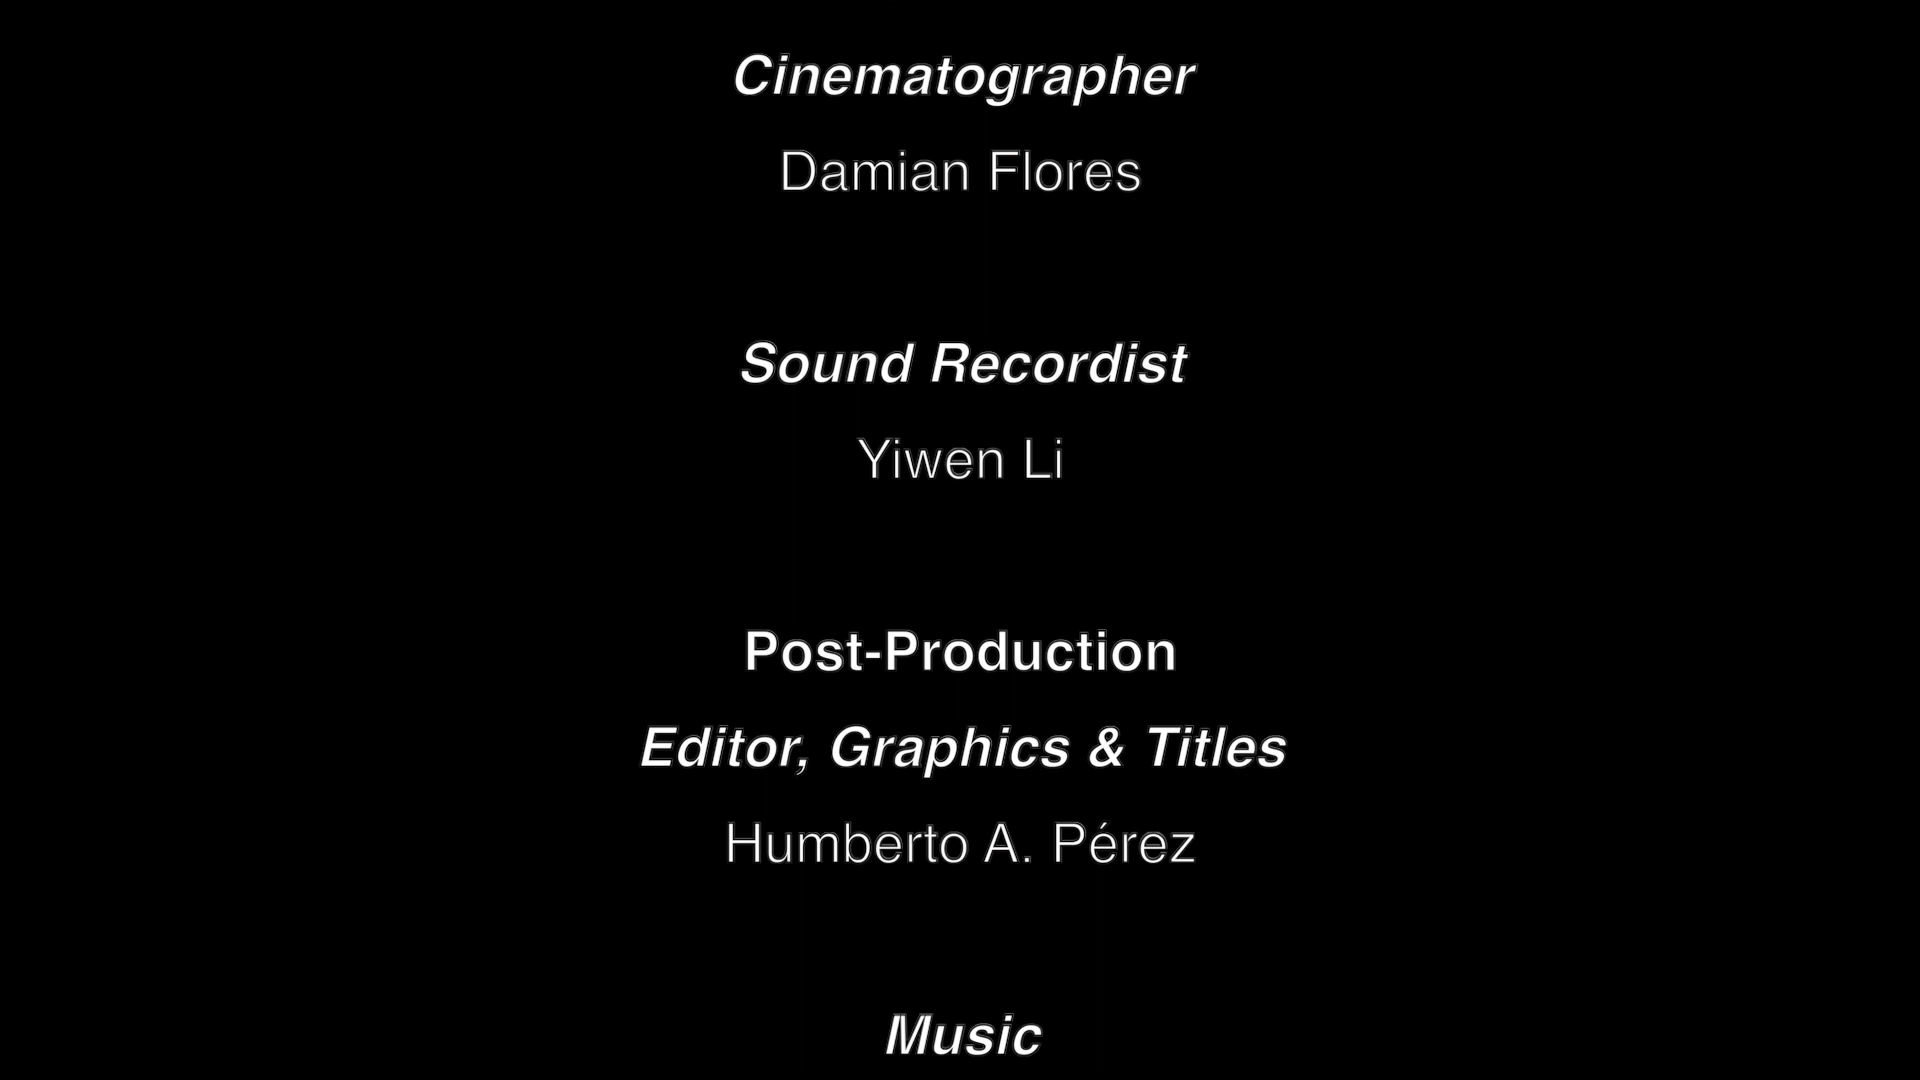 Cinematographer
Damian Flores
Sound Recordist
Yiwen Li
Post-Production
Editor, Graphics & Titles
Humberto A. Pérez
Music